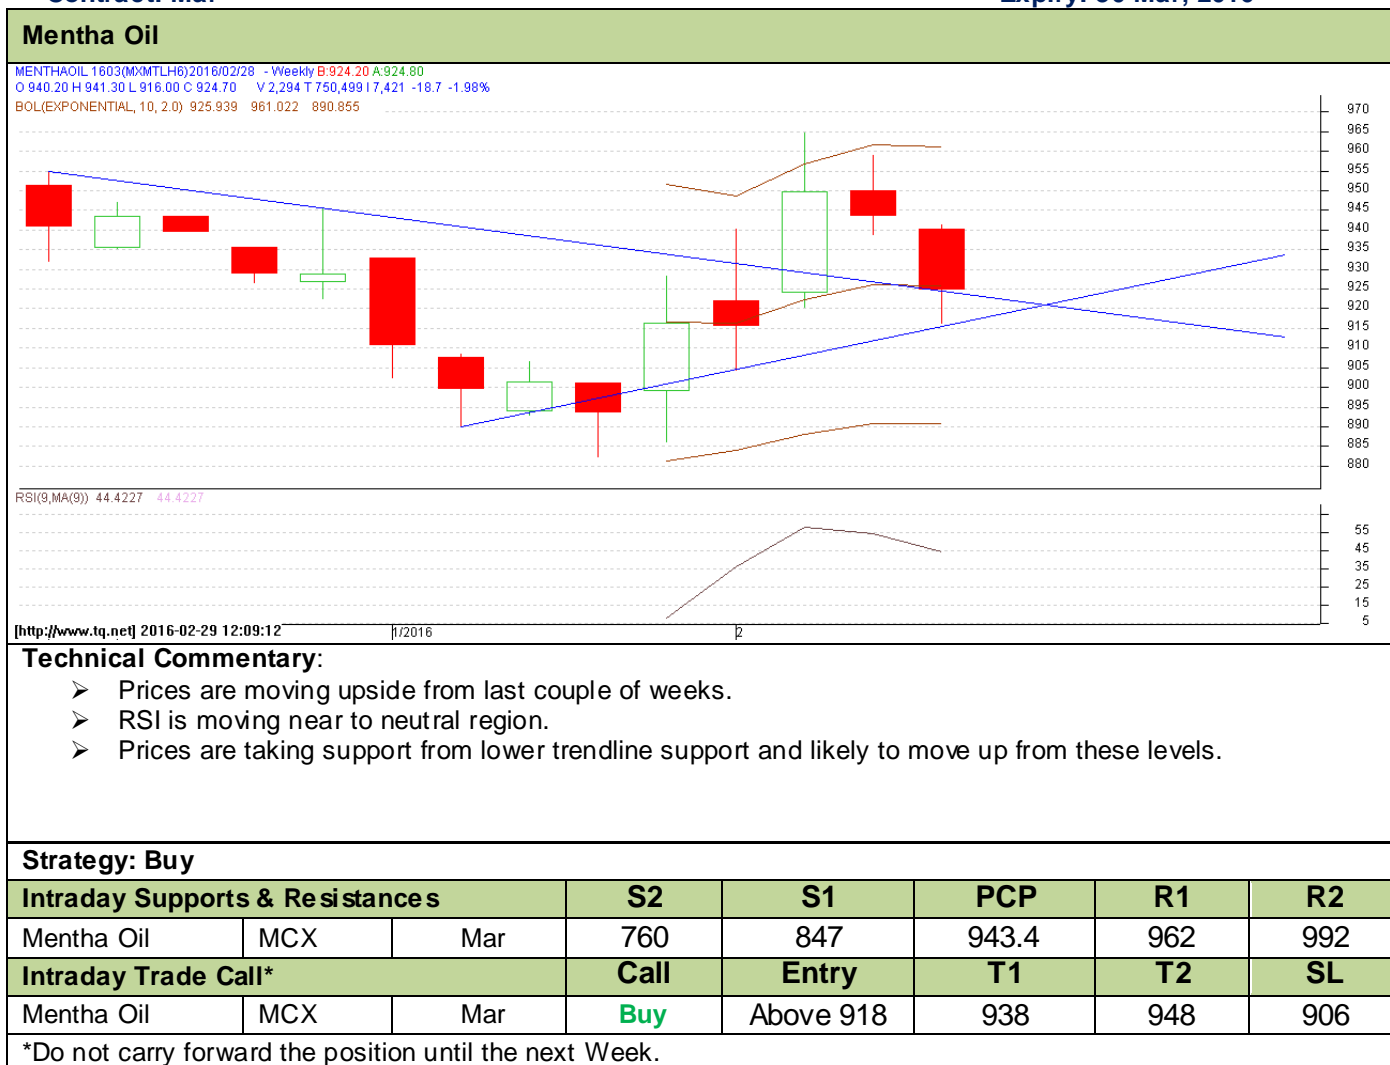 Mentha Oil
MENTHAOIL 1603(MXMTLH6)2016/02/28 - Weekly B:924.20 A:924.80
O 940.20 H 941.30 L 916.00 C 924.70 V 2,294 T 750,499 I 7,421 -18.7 -1.98%
BOL(EXPONENTIAL, 10, 2.0) 925.939 961.022 890.855
970
965
960
955
950
945
940
935
930
925
920
915
910
905
900
895
890
885
880
RSI(9,MA(9)) 44.4227 44.4227
55
45
35
25
15
5
[http://www.tq.net] 2016-02-29 12:09:12 1/2016 2
Technical Commentary:
➢ Prices are moving upside from last couple of weeks.
➢ RSI is moving near to neutral region.
➢ Prices are taking support from lower trendline support and likely to move up from these levels.
Strategy: Buy
Intraday Supports & Resistances S2 S1 PCP R1 R2
Mentha Oil MCX Mar 760 847 943.4 962 992
Intraday Trade Call* Call Entry T1 T2 SL
Mentha Oil MCX Mar Buy Above 918 938 948 906
*Do not carry forward the position until the next Week.